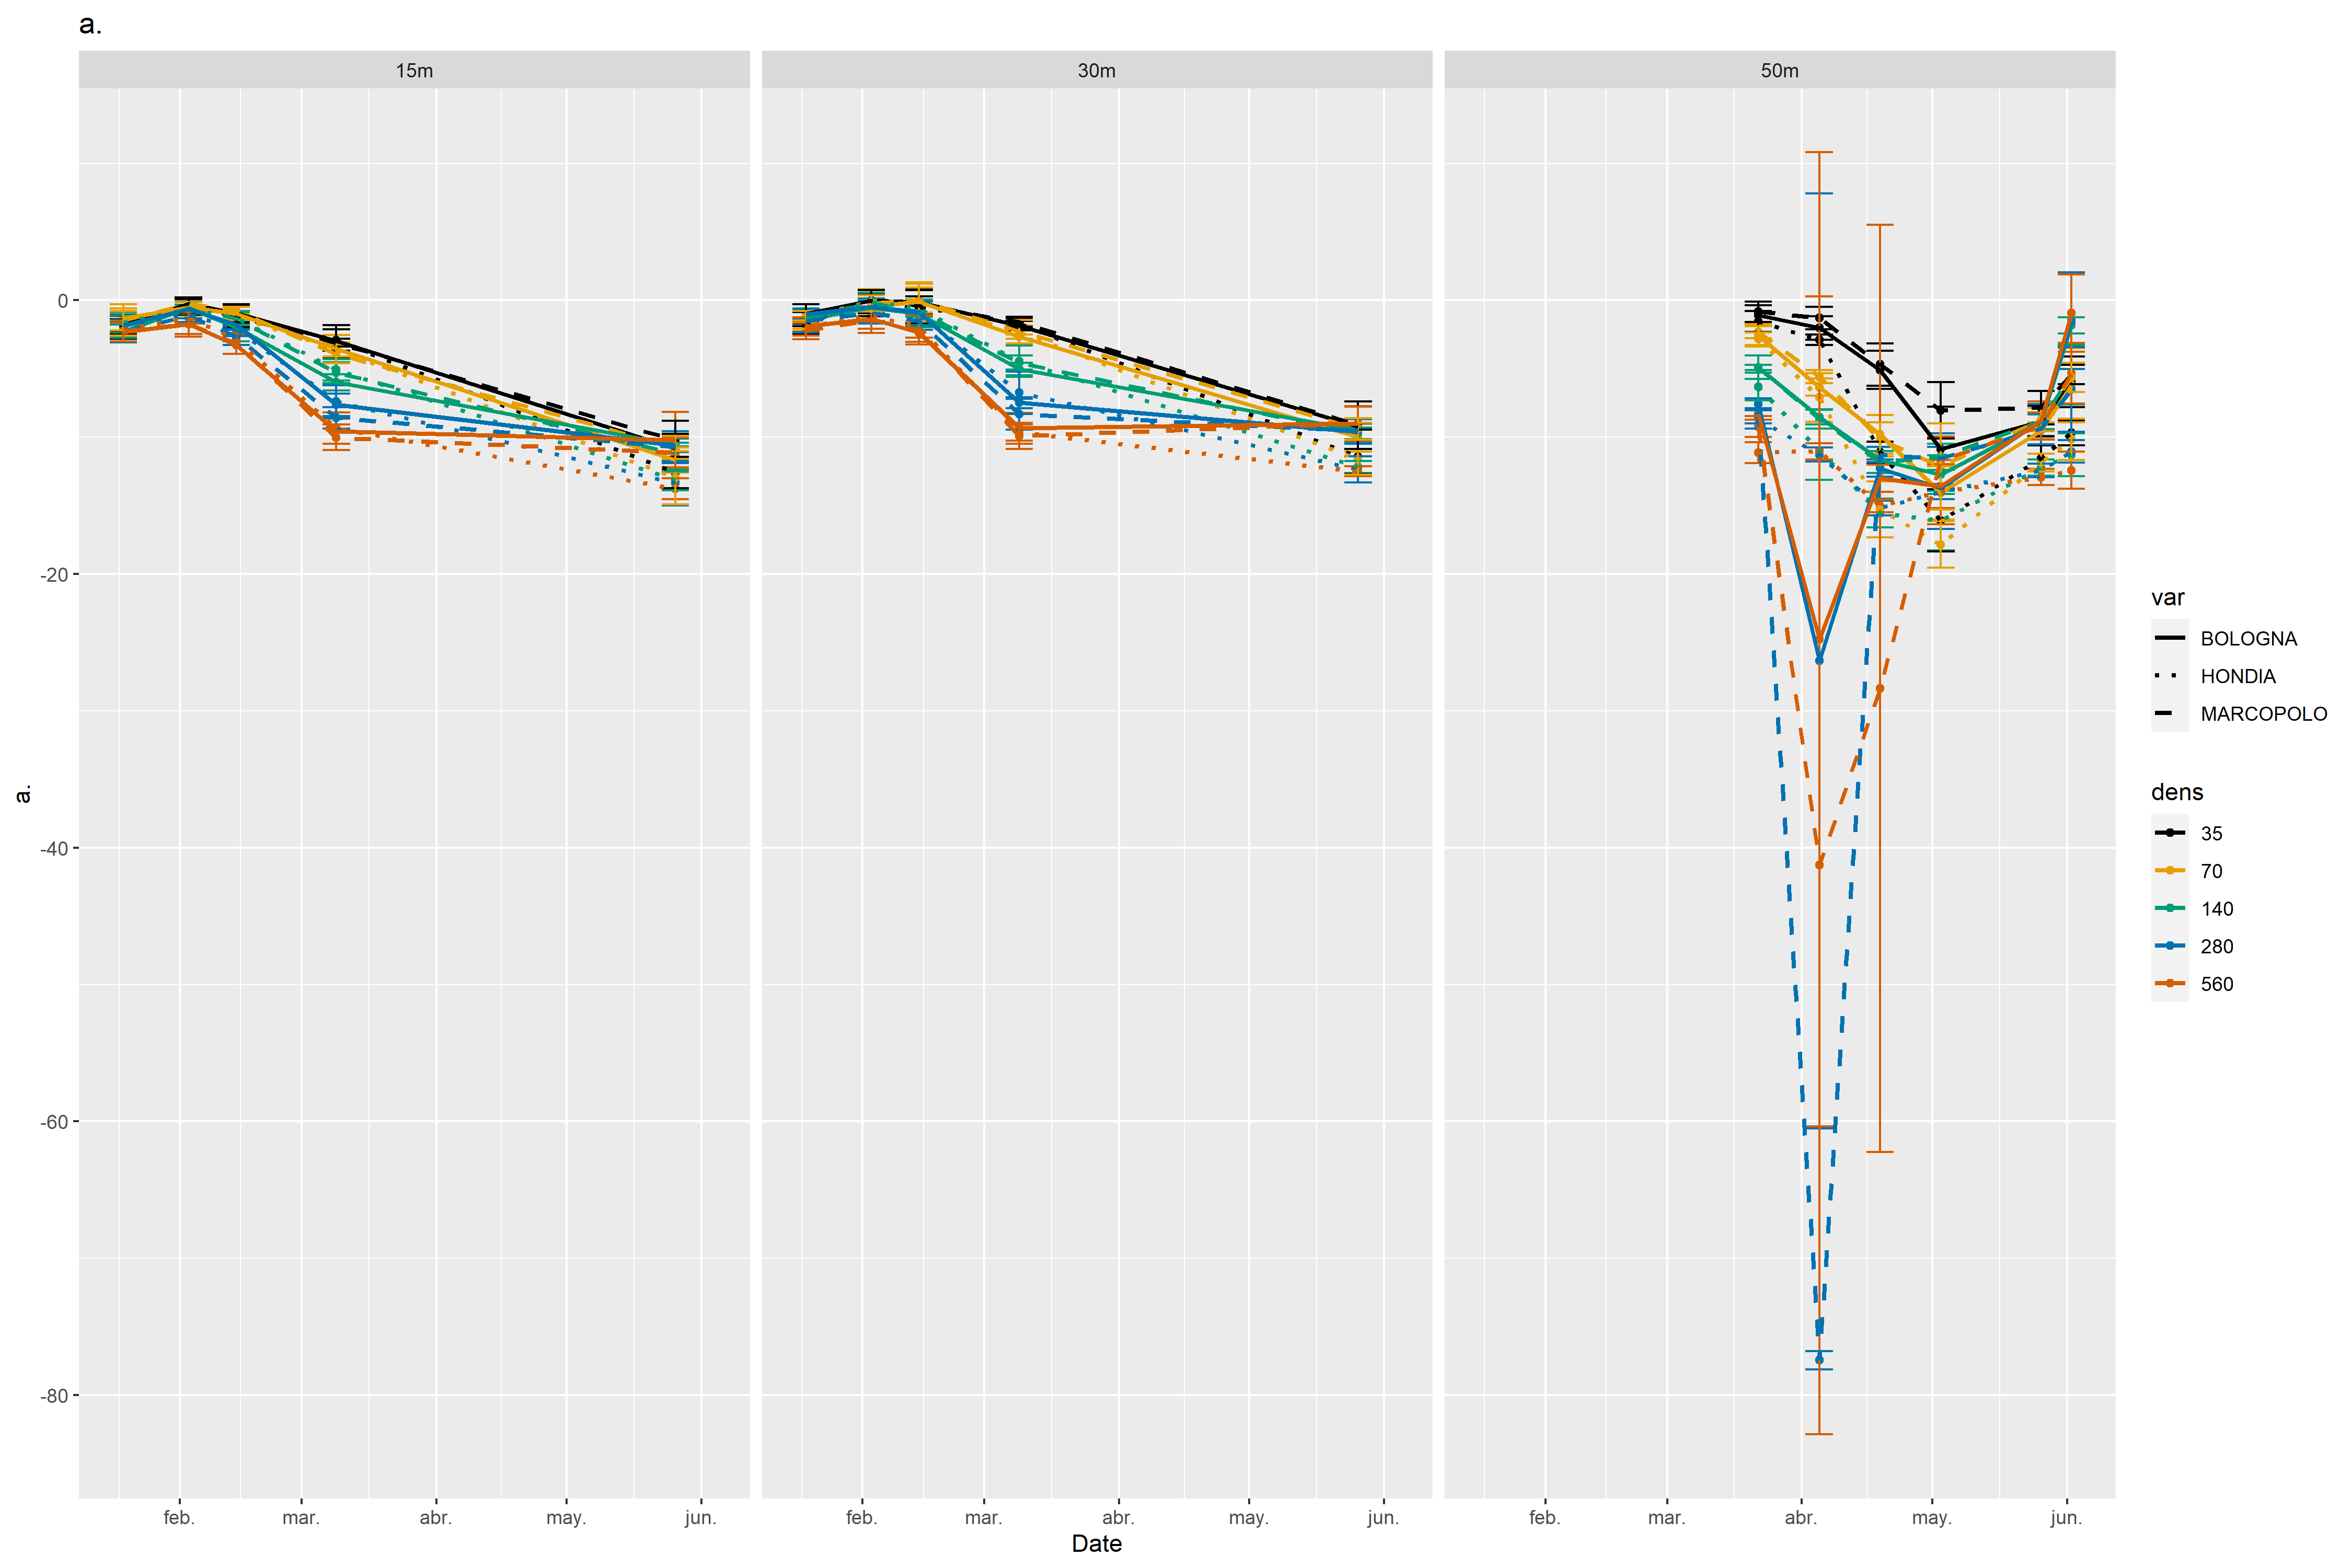 a.
15m
30m
50m
0
-20
-40
-60
-80
a.
feb.
mar.
abr.
may.
jun.
feb.
mar.
abr.
may.
jun.
feb.
mar.
abr.
may.
jun.
Date
var
BOLOGNA
HONDIA
MARCOPOLO
dens
35
70
140
280
560